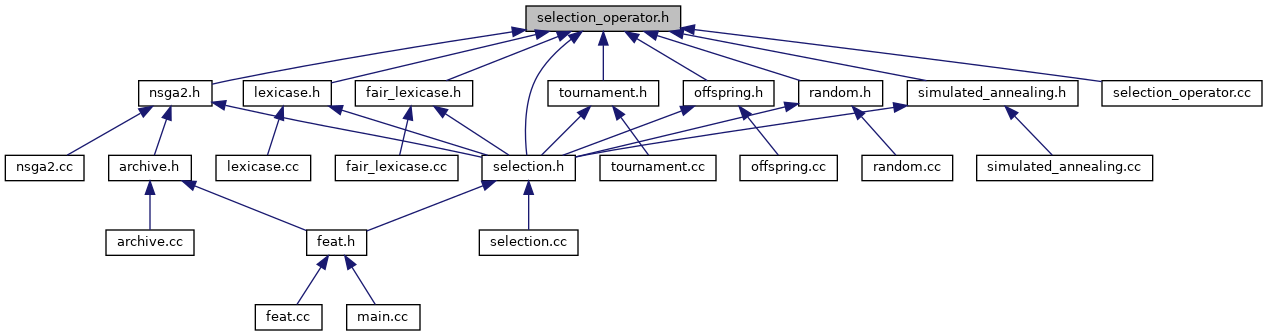 selection_operator.h
nsga2.h
lexicase.h
fair_lexicase.h
tournament.h
offspring.h
random.h
simulated_annealing.h
selection_operator.cc
nsga2.cc
archive.h
lexicase.cc
fair_lexicase.cc
selection.h
tournament.cc
offspring.cc
random.cc
simulated_annealing.cc
archive.cc
feat.h
selection.cc
feat.cc
main.cc